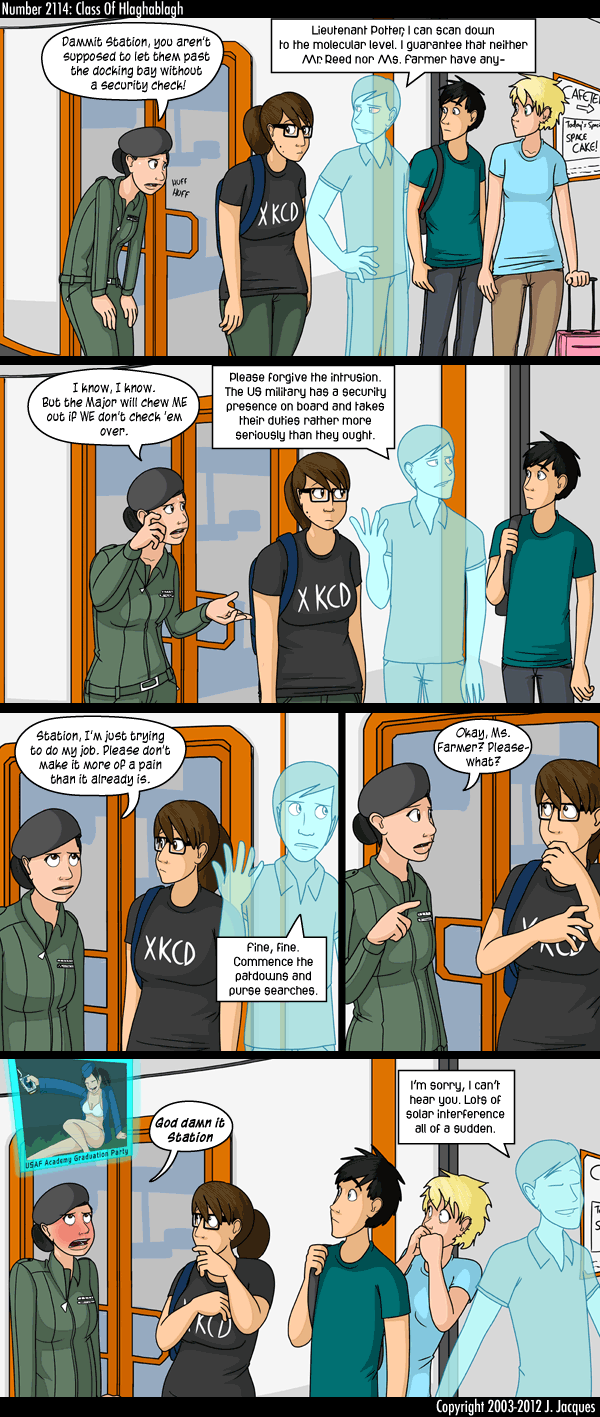 Number 2114: Class Of Hlaghablagh
Dammit Station, you aren't
supposed to let them past
the docking bay without
a security check!
Lieutenant Potter, I can scan down
to the molecular level. I guarantee that neither
Mr. Reed nor Ms. Farmer have any-
HUFF
HUFF
XKCD
CAFETE
Today's Speci
SPACE
CAKE!
I know, I know.
But the Major will chew ME
out if WE don't check 'em
over.
Please forgive the intrusion.
The US military has a security
presence on board and takes
their duties rather more
seriously than they ought.
XKCD
Station, I'm just trying
to do my job. Please don't
make it more of a pain
than it already is.
XKCD
Fine, fine.
Commence the
patdowns and
purse searches.
Okay, Ms.
Farmer? Please-
what?
XKCD
USAF Academy Graduation Party
God damn it
Station
I'm sorry, I can't
hear you. Lots of
solar interference
all of a sudden.
XKCD
C
To
S
Copyright 2003-2012 J. Jacques